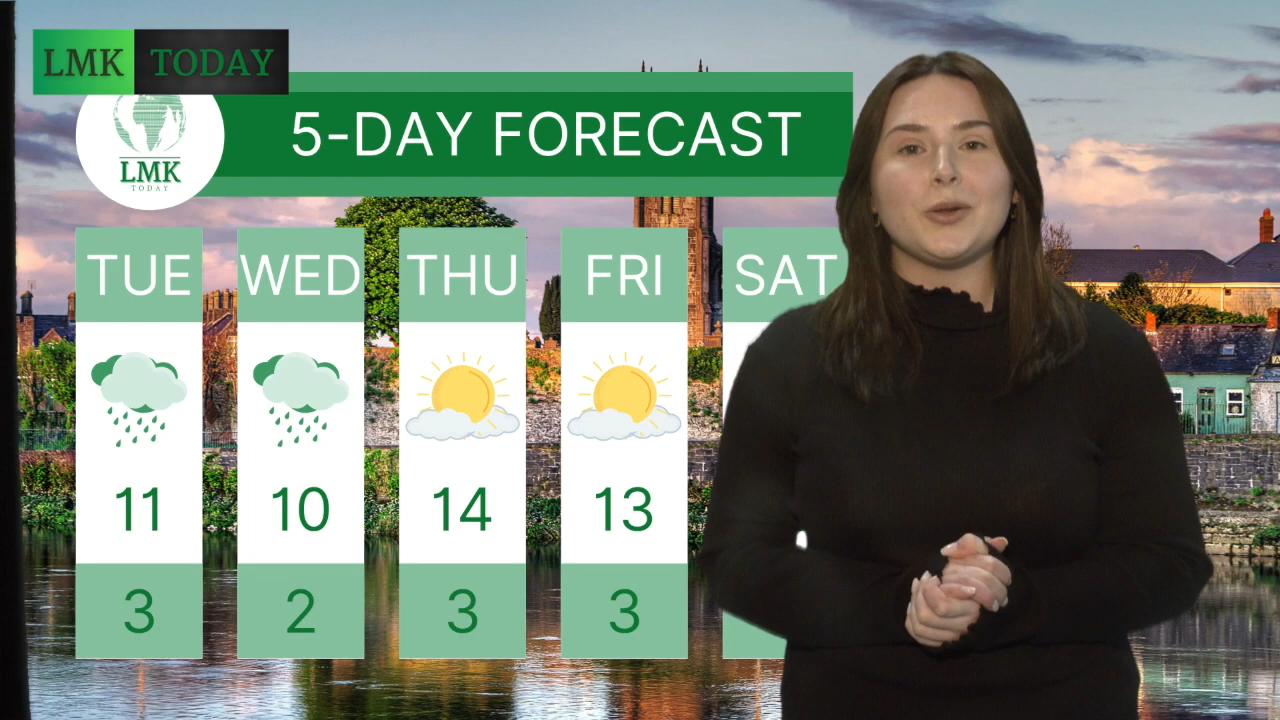 LMK TODAY
LMK
TODAY
5-DAY FORECAST
TUE WED THU FRI SAT
11 10 14 13
3 2 3 3